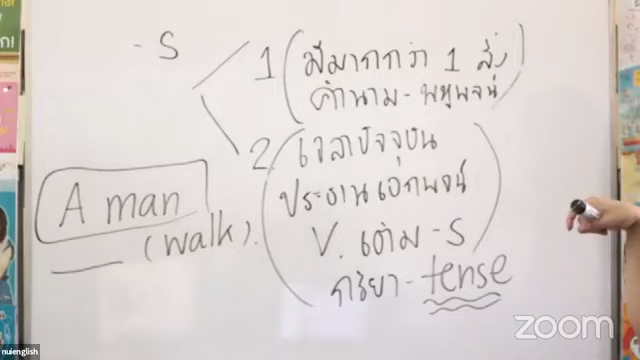 -S
1 (มีมากกว่า 1 สิ่ง)
คำนาม - พหูพจน์
2. (เวลาปัจจุบัน
ประธานเอกพจน์
V. เติม -S
กริยา - tense
A man
(walk).
zoom
nuienglish